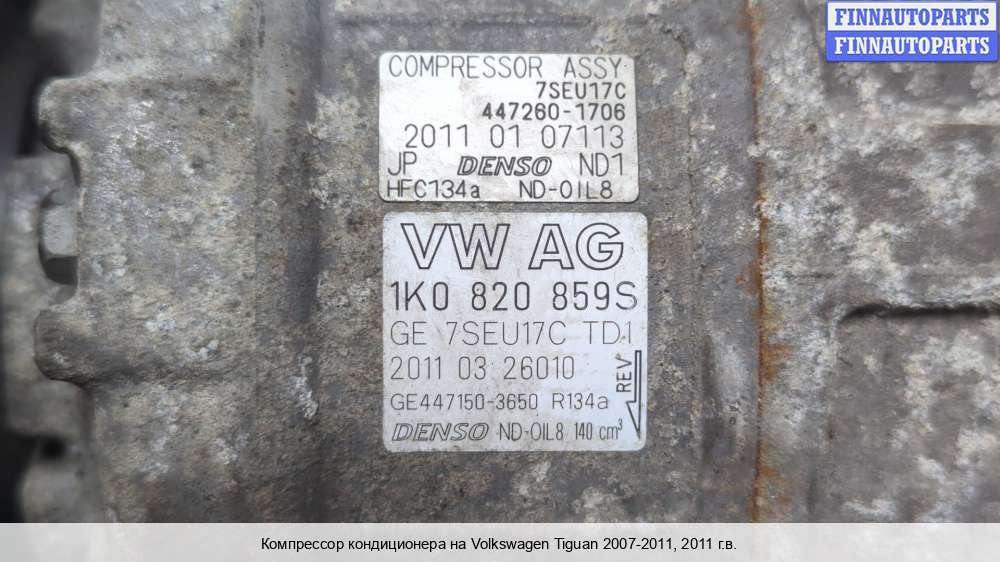 FINNAUTOPARTS
FINNAUTOPARTS
COMPRESSOR ASSY
7SEU17C
447260-1706
2011 01 07113
JP DENSO ND1
HFC134a ND-OIL8
VW AG
1K0 820 859S
GE 7SEU17C TD1
2011 03 26010
REV
GE447150-3650 R134a
DENSO ND-OIL8 140 cm³
Компрессор кондиционера на Volkswagen Tiguan 2007-2011, 2011 г.в.